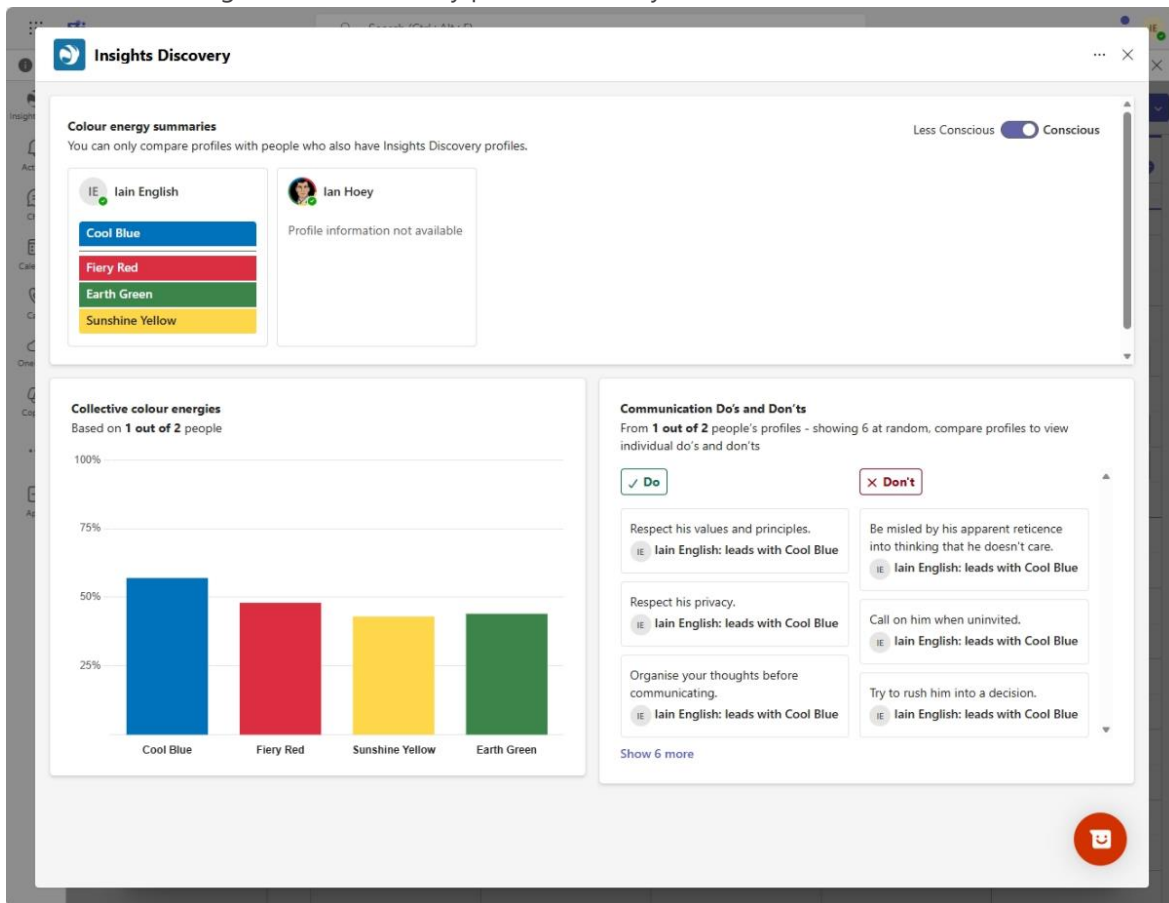 Insights Discovery
Colour energy summaries
You can only compare profiles with people who also have Insights Discovery profiles.
Less Conscious
Conscious
IE
Iain English
Cool Blue
Fiery Red
Earth Green
Sunshine Yellow
Ian Hoey
Profile information not available
Collective colour energies
Based on 1 out of 2 people
100%
75%
50%
25%
Cool Blue
Fiery Red
Sunshine Yellow
Earth Green
Communication Do's and Don'ts
From 1 out of 2 people's profiles - showing 6 at random, compare profiles to view
individual do's and don'ts
Do
Respect his values and principles.
IE Iain English: leads with Cool Blue
Respect his privacy.
IE Iain English: leads with Cool Blue
Organise your thoughts before
communicating.
IE Iain English: leads with Cool Blue
Don't
Be misled by his apparent reticence
into thinking that he doesn't care.
IE Iain English: leads with Cool Blue
Call on him when uninvited.
IE Iain English: leads with Cool Blue
Try to rush him into a decision.
IE Iain English: leads with Cool Blue
Show 6 more